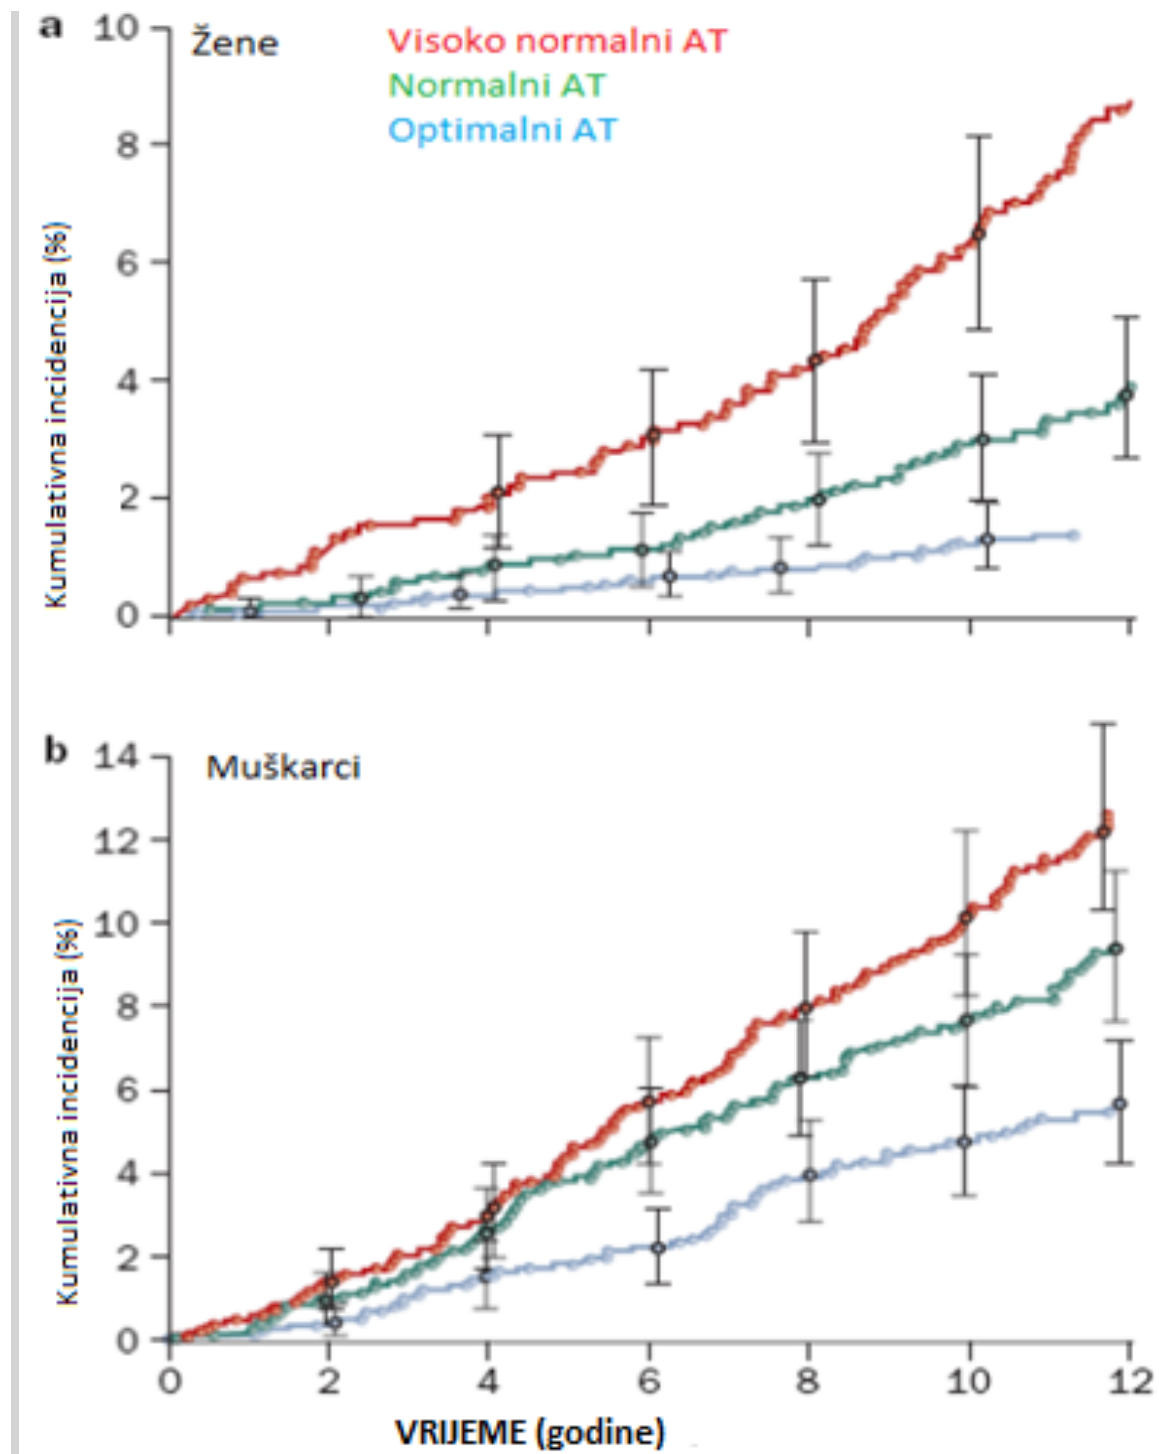 a
Žene
Visoko normalni AT
Normalni AT
Optimalni AT
Kumulativna incidencija (%)
10
8
6
4
2
0
b
Muškarci
Kumulativna incidencija (%)
14
12
10
8
6
4
2
0
0 2 4 6 8 10 12
VRIJEME (godine)